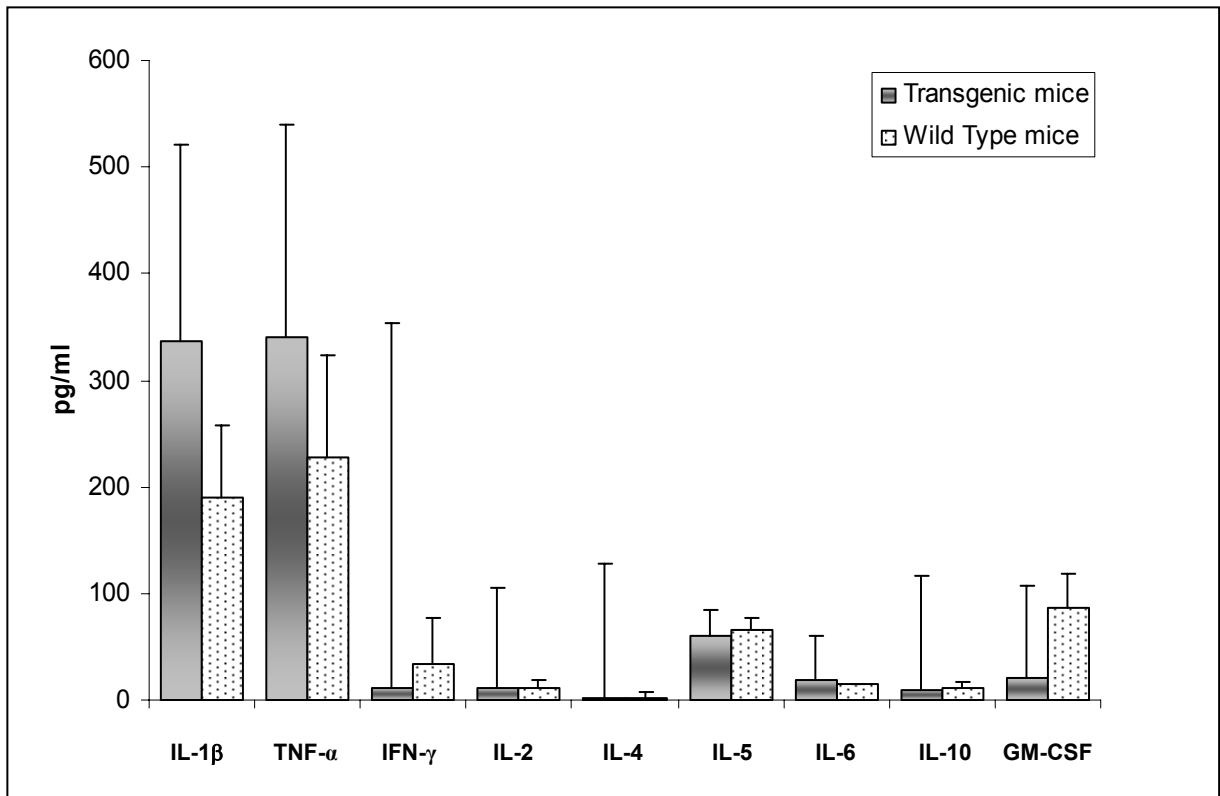 600
500
400
300
200
100
0
pg/ml
Transgenic mice
Wild Type mice
IL-1β TNF-α IFN-γ IL-2 IL-4 IL-5 IL-6 IL-10 GM-CSF